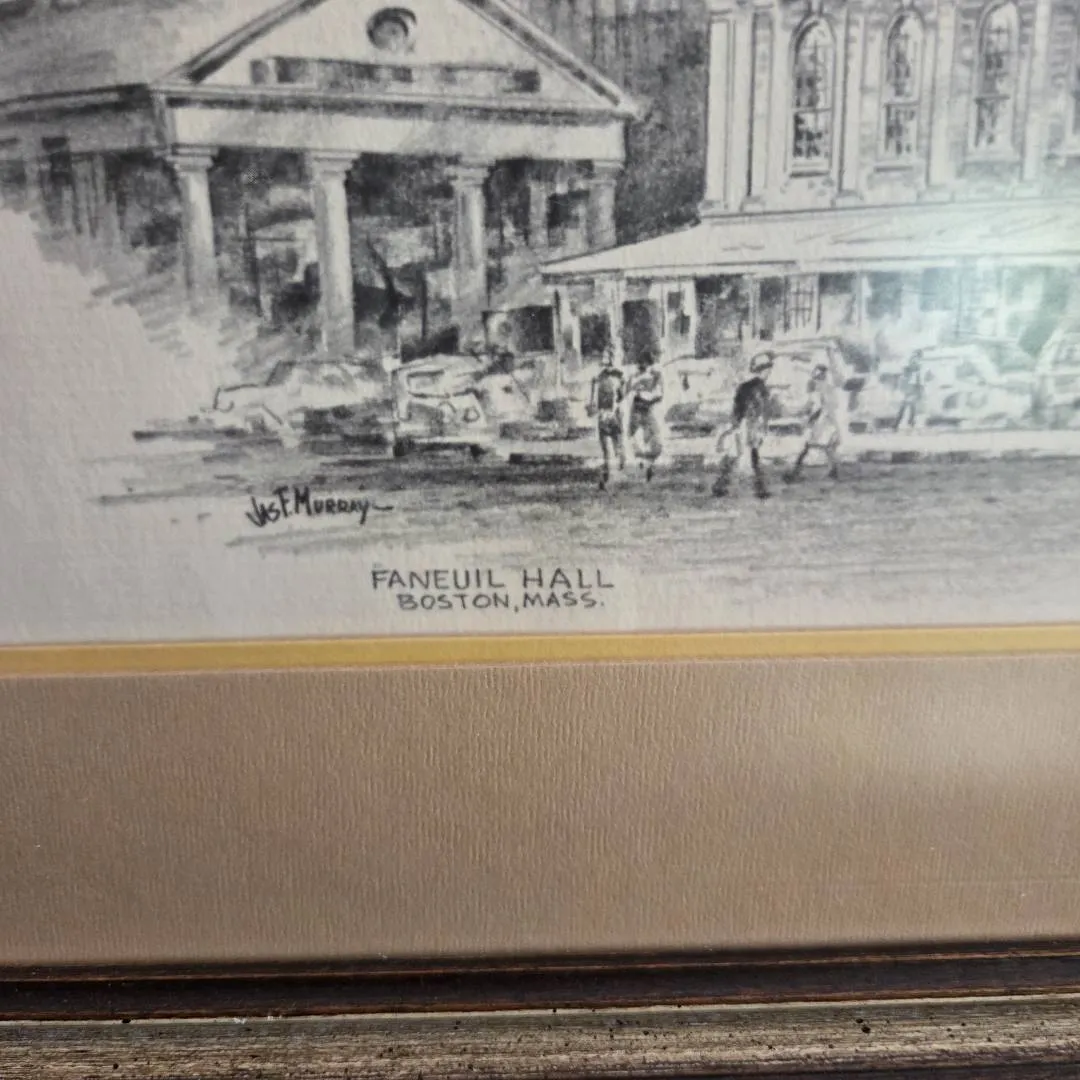 Jas F. Murray
FANEUIL HALL
BOSTON, MASS.